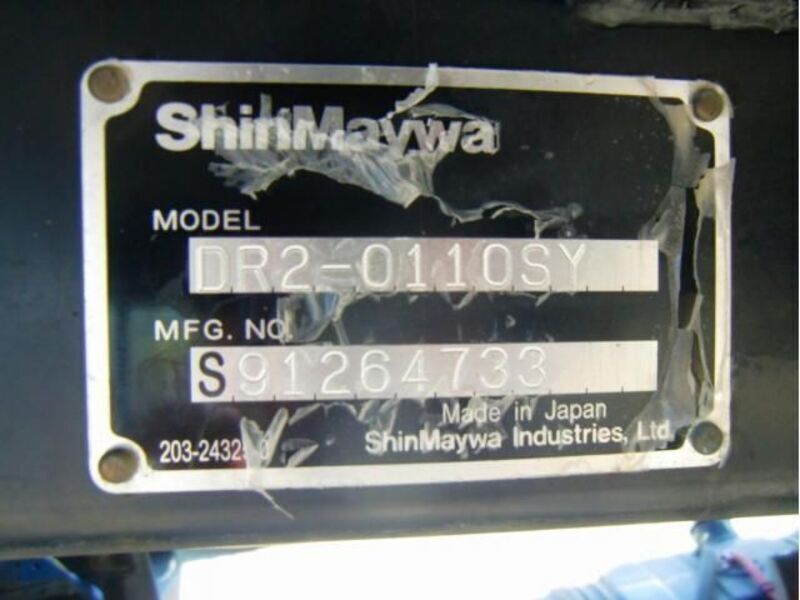 ShinMaywa
MODEL
DR2-0110SY
MFG. NO.
S91264733
Made in Japan
ShinMaywa Industries, Ltd.